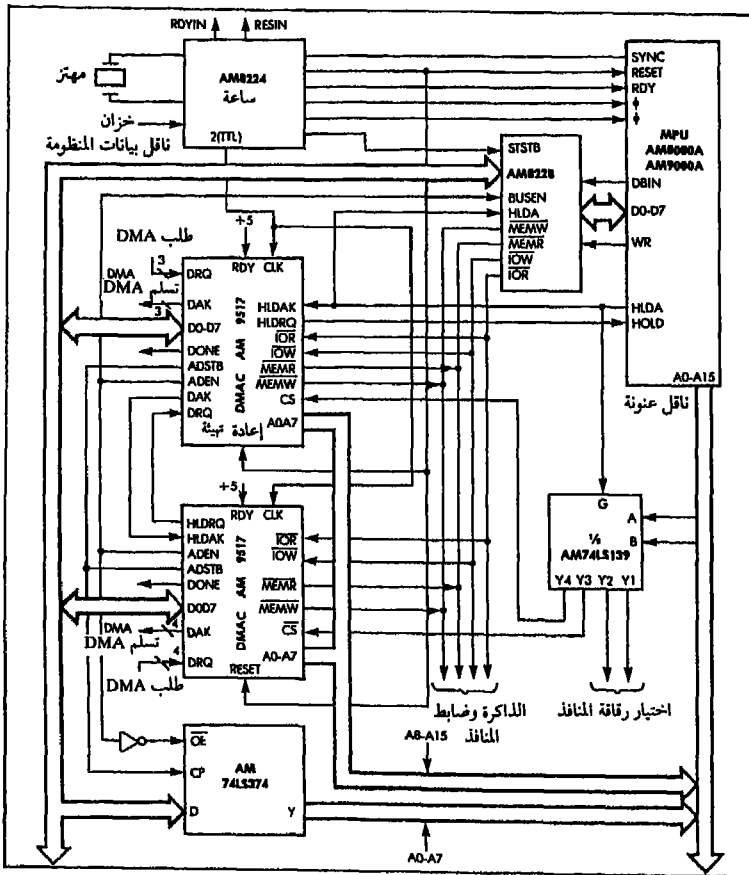 RDYIN
RESIN
AM8224
ساعة
2(TTL)
مهتز
خزان
ناقل بيانات المنظومة
SYNC
RESET
RDY
ϕ
ϕ
MPU
AM8080A
AM9080A
DBIN
D0-D7
WR
HLDA
HOLD
A0-A15
ناقل عنونة
STSTB
AM8228
BUSEN
HLDA
MEMW
MEMR
IOW
IOR
طلب DMA
+5
DMA
3
DRQ
RDY
CLK
تسلم DMA
3
DAK
D0-D7
DONE
ADSTB
ADEN
DAK
DRQ
DMAC AM 9517
HLDAK
HLDRQ
IOR
IOW
MEMR
MEMW
CS
A0A7
إعادة تهيئة
+5
RDY
CLK
HLDRQ
HLDAK
ADEN
ADSTB
DONE
D0D7
DMA
4
DAK
تسلم DMA
4
DRQ
طلب DMA
DMAC AM 9517
IOR
IOW
MEMR
MEMW
CS
A0-A7
RESET
G
A
B
½
AM74LS139
Y4 Y3 Y2 Y1
الذاكرة وضابط
المنافذ
اختيار رقاقة المنافذ
A8-A15
OE
CP
D
AM
74LS374
Y
A0-A7